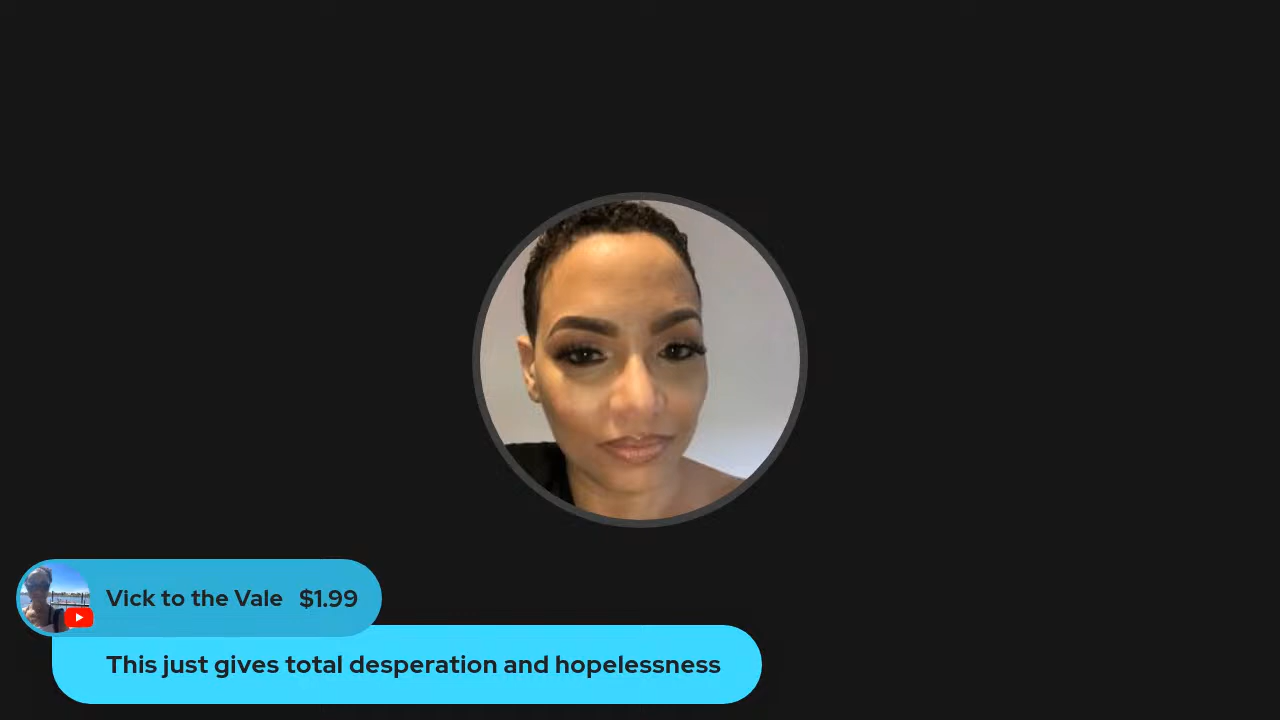 Vick to the Vale $1.99
This just gives total desperation and hopelessness